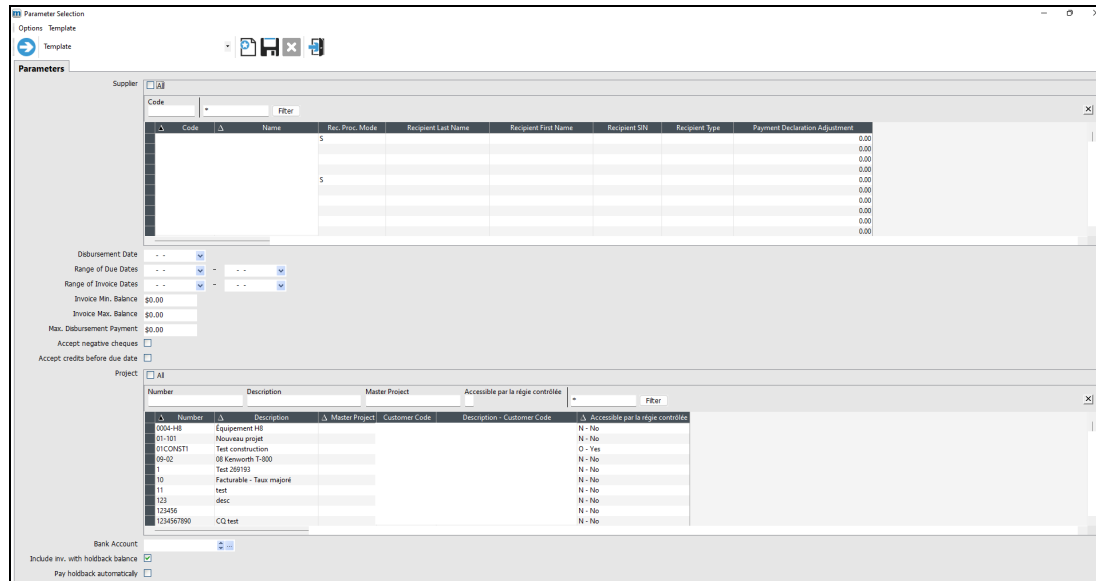 Parameter Selection
Options Template
Template
Parameters
Supplier All
Code
* Filter
Code Name Rec. Proc. Mode Recipient Last Name Recipient First Name Recipient SIN Recipient Type Payment Declaration Adjustment
S 0.00
0.00
0.00
0.00
S 0.00
0.00
0.00
0.00
0.00
0.00
Disbursement Date - -
Range of Due Dates - - - - -
Range of Invoice Dates - - - - -
Invoice Min. Balance $0.00
Invoice Max. Balance $0.00
Max. Disbursement Payment $0.00
Accept negative cheques
Accept credits before due date
Project All
Number Description Master Project Accessible par la régie contrôlée
* Filter
Number Description Master Project Customer Code Description - Customer Code Accessible par la régie contrôlée
0004-H8 Équipement H8 N - No
01-101 Nouveau projet N - No
01CONST1 Test construction O - Yes
09-02 08 Kenworth T-800 N - No
1 Test 269193 N - No
10 Facturable - Taux majoré N - No
11 test N - No
123 desc N - No
123456 N - No
1234567890 CQ test N - No
Bank Account ...
Include inv. with holdback balance
Pay holdback automatically